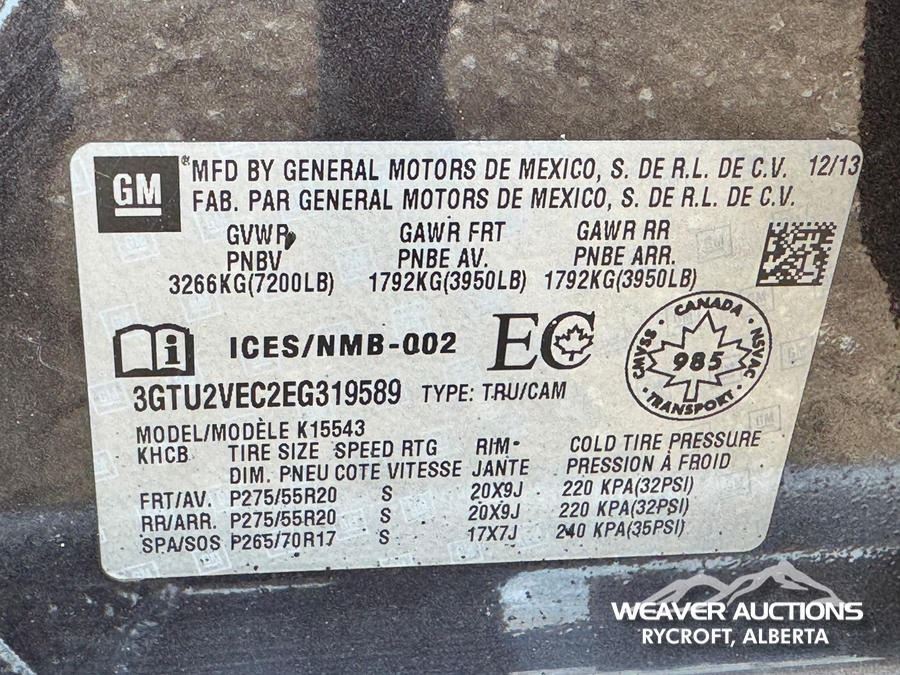 GM ® MFD BY GENERAL MOTORS DE MEXICO, S. DE R.L. DE C.V. 12/13
FAB. PAR GENERAL MOTORS DE MEXICO, S. DE R.L. DE C.V.
GVWR GAWR FRT GAWR RR
PNBV PNBE AV. PNBE ARR.
3266KG(7200LB) 1792KG(3950LB) 1792KG(3950LB)
i ICES/NMB-002 EC
CANADA
CMVSS 985 NSVAC
TRANSPORT
3GTU2VEC2EG319589 TYPE: TRU/CAM
MODEL/MODÈLE K15543
KHCB TIRE SIZE SPEED RTG RIM COLD TIRE PRESSURE
DIM. PNEU COTE VITESSE JANTE PRESSION À FROID
FRT/AV. P275/55R20 S 20X9J 220 KPA(32PSI)
RR/ARR. P275/55R20 S 20X9J 220 KPA(32PSI)
SPA/SOS P265/70R17 S 17X7J 240 KPA(35PSI)
WEAVER AUCTIONS
RYCROFT, ALBERTA